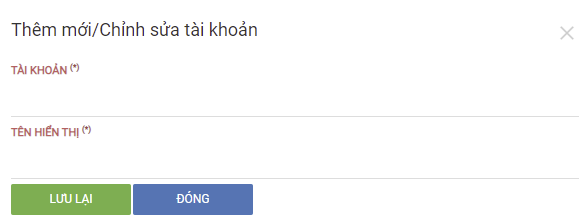 Thêm mới/Chỉnh sửa tài khoản
TÀI KHOẢN (*)
TÊN HIỂN THỊ (*)
LƯU LẠI ĐÓNG